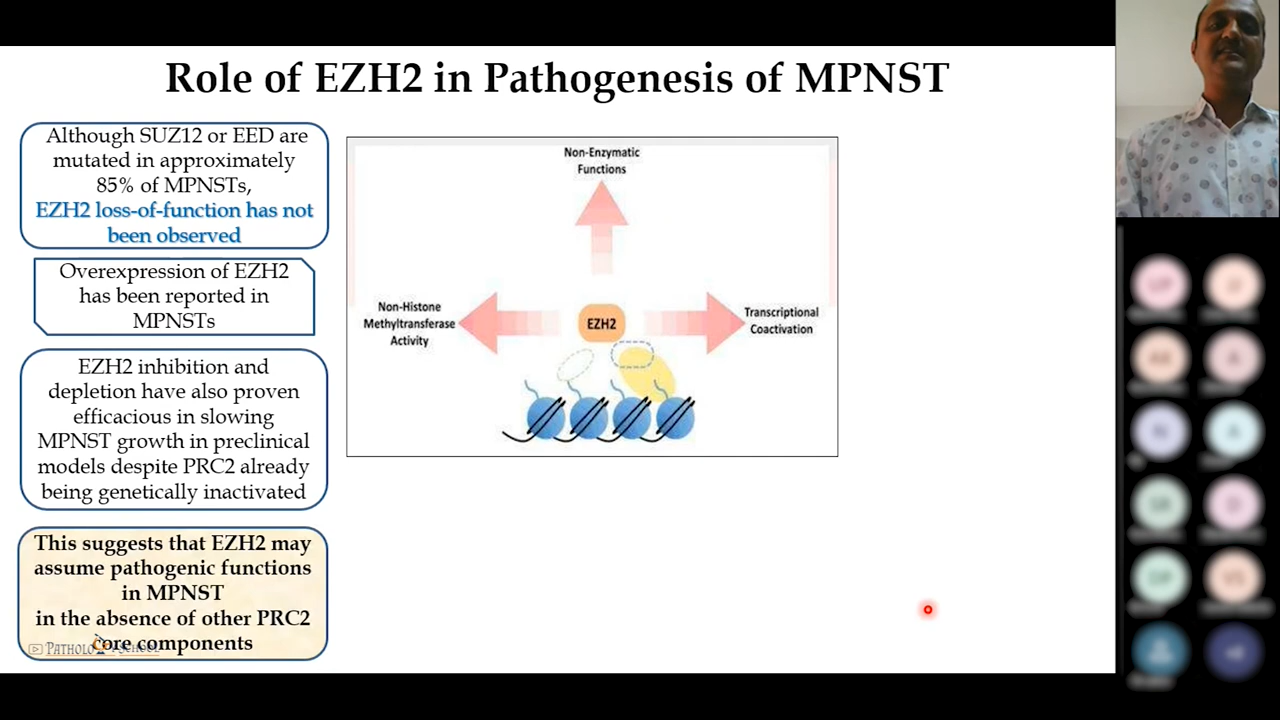 Role of EZH2 in Pathogenesis of MPNST
Although SUZ12 or EED are
mutated in approximately
85% of MPNSTs,
EZH2 loss-of-function has not
been observed
Overexpression of EZH2
has been reported in
MPNSTs
EZH2 inhibition and
depletion have also proven
efficacious in slowing
MPNST growth in preclinical
models despite PRC2 already
being genetically inactivated
This suggests that EZH2 may
assume pathogenic functions
in MPNST
in the absence of other PRC2
core components
Non-Enzymatic
Functions
Non-Histone
Methyltransferase
Activity
EZH2
Transcriptional
Coactivation